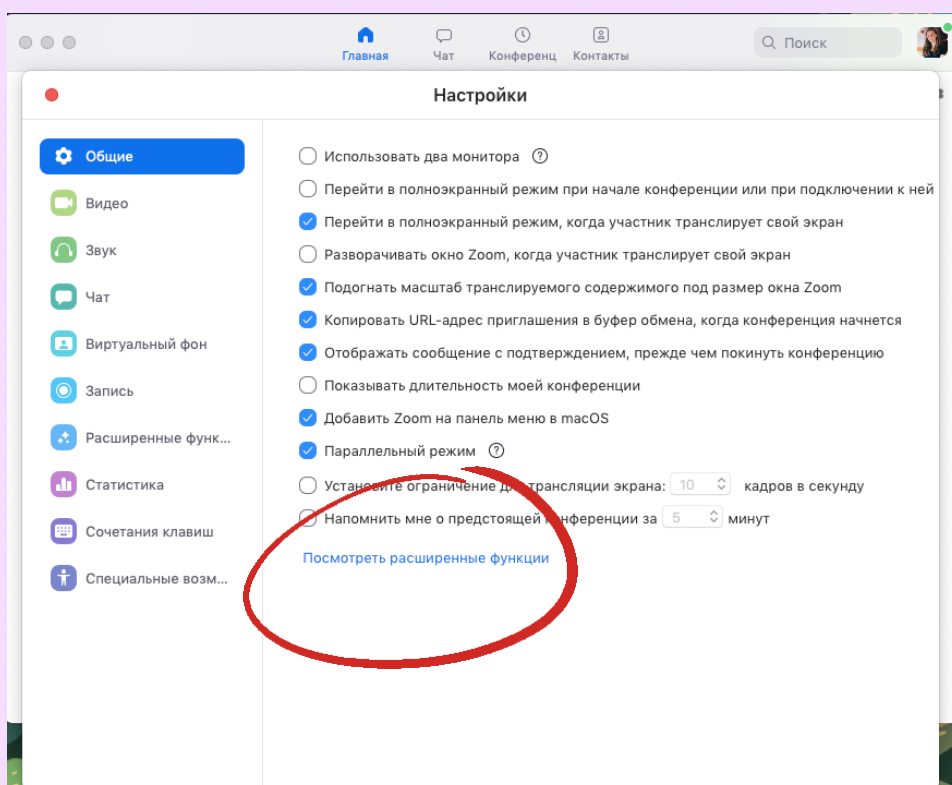 Главная
Чат
Конференц
Контакты
Поиск
Настройки
Общие
Видео
Звук
Чат
Виртуальный фон
Запись
Расширенные функ...
Статистика
Сочетания клавиш
Специальные возм...
Использовать два монитора
Перейти в полноэкранный режим при начале конференции или при подключении к ней
Перейти в полноэкранный режим, когда участник транслирует свой экран
Разворачивать окно Zoom, когда участник транслирует свой экран
Подогнать масштаб транслируемого содержимого под размер окна Zoom
Копировать URL-адрес приглашения в буфер обмена, когда конференция начнется
Отображать сообщение с подтверждением, прежде чем покинуть конференцию
Показывать длительность моей конференции
Добавить Zoom на панель меню в macOS
Параллельный режим
Установите ограничение для трансляции экрана: 10 кадров в секунду
Напомнить мне о предстоящей конференции за 5 минут
Посмотреть расширенные функции